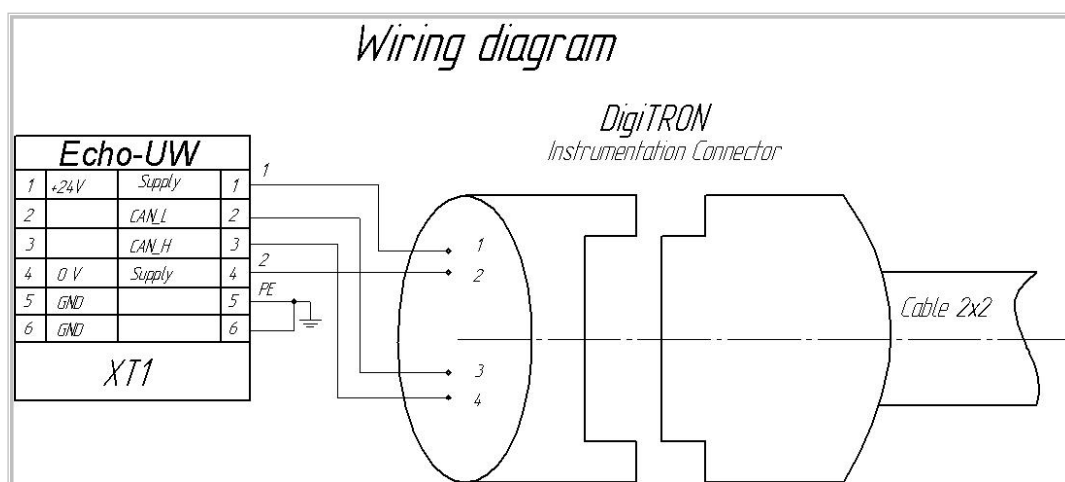 Wiring diagram
DigiTRON
Instrumentation Connector
Echo-UW
1 +24V Supply 1
2 CAN_L 2
3 CAN_H 3
4 0 V Supply 4
5 GND 5
6 GND 6
XT1
1
2
PE
1
2
3
4
Cable 2x2